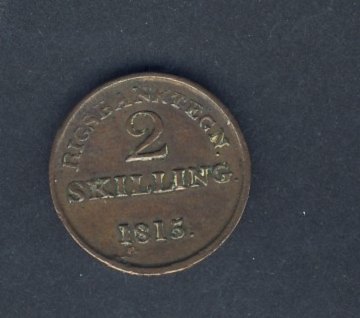 RIGSBANKTEGN.
2
SKILLING.
1815.